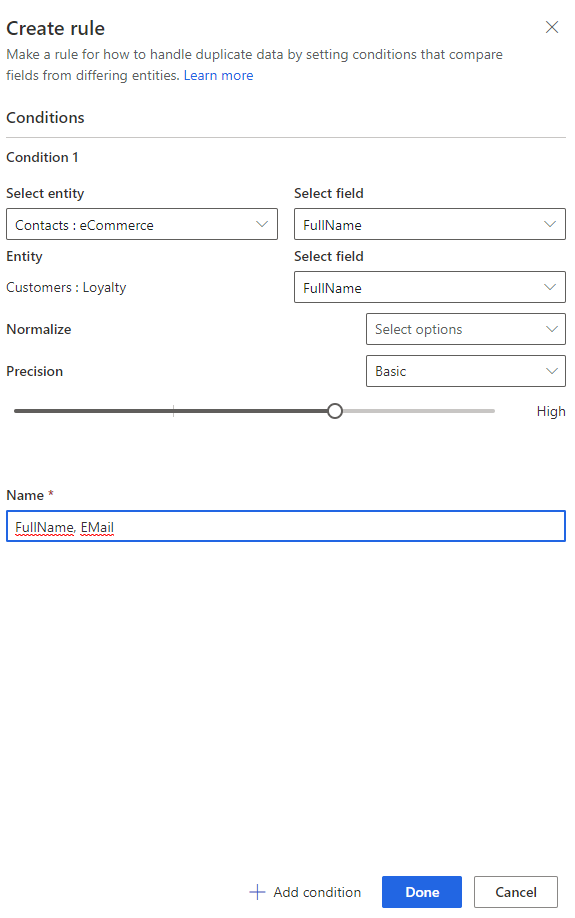 Create rule
Make a rule for how to handle duplicate data by setting conditions that compare
fields from differing entities. Learn more
Conditions
Condition 1
Select entity
Select field
Contacts : eCommerce
FullName
Entity
Select field
Customers : Loyalty
FullName
Normalize
Select options
Precision
Basic
High
Name *
FullName, EMail
Add condition
Done
Cancel